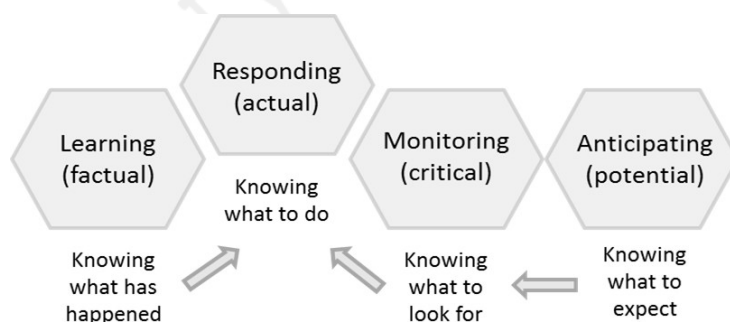 Responding
(actual)
Learning
(factual)
Monitoring
(critical)
Anticipating
(potential)
Knowing
what to do
Knowing
what has
happened
Knowing
what to
look for
Knowing
what to
expect